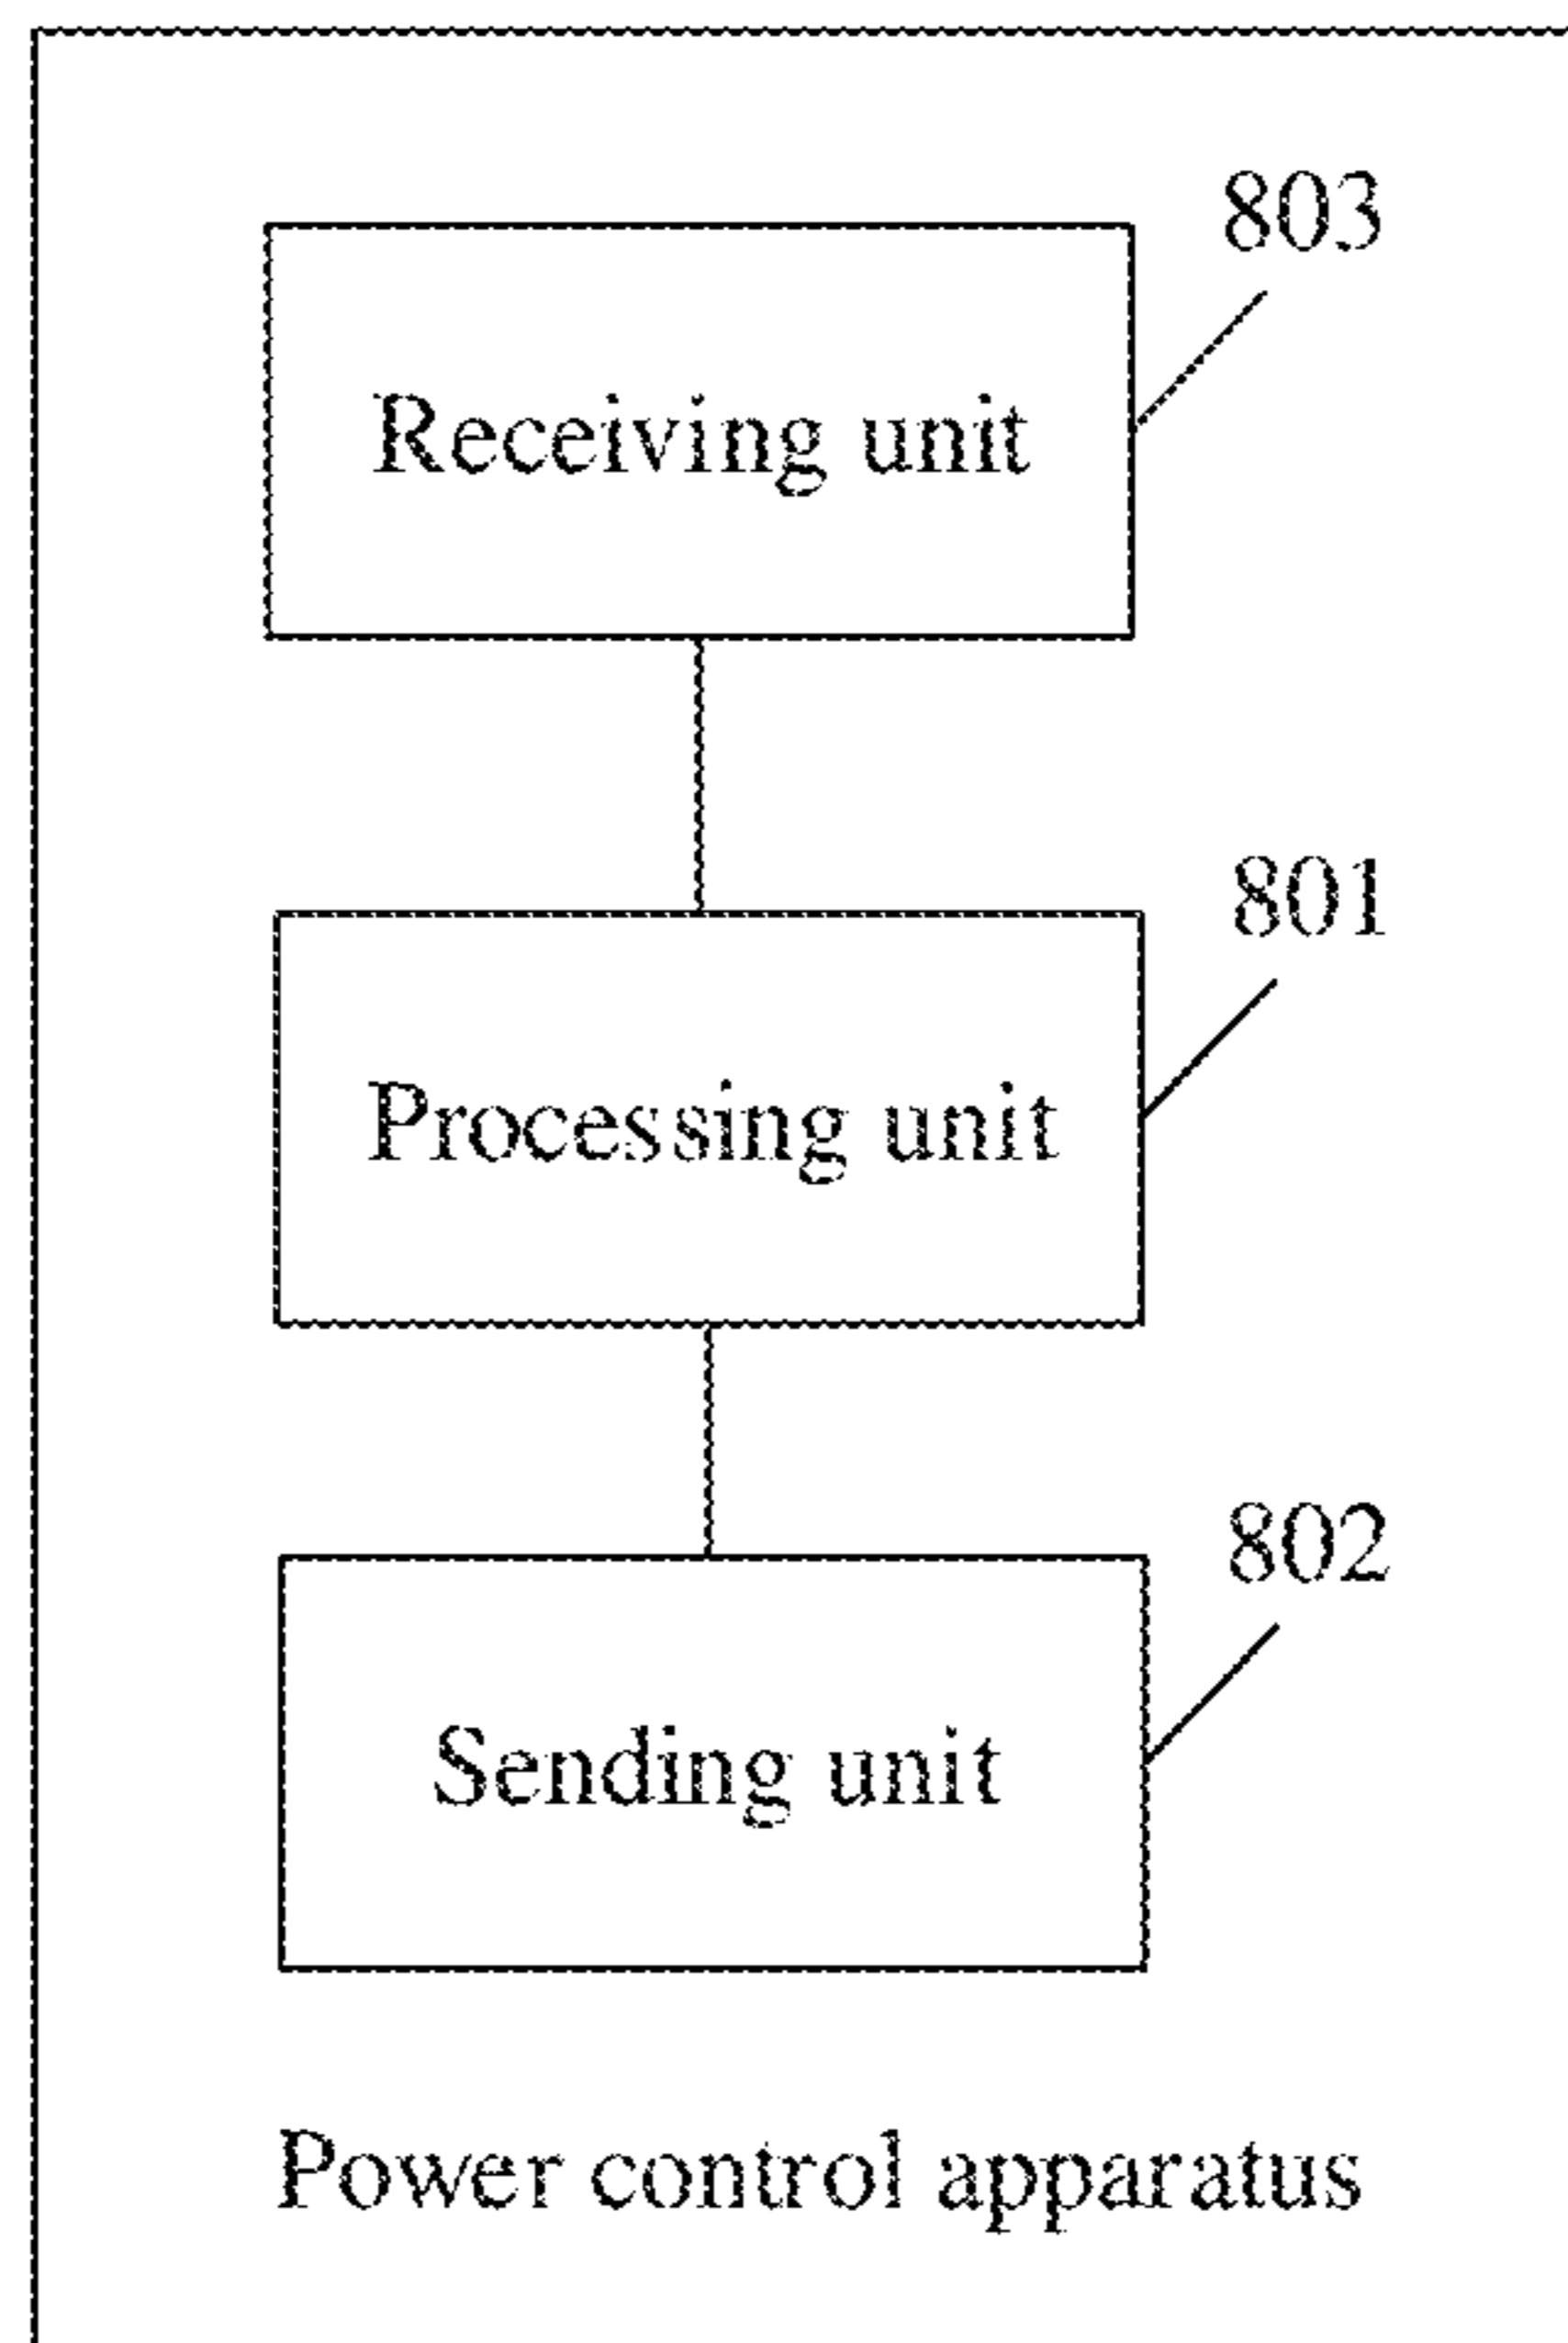 803
Receiving unit
801
Processing unit
802
Sending unit
Power control apparatus